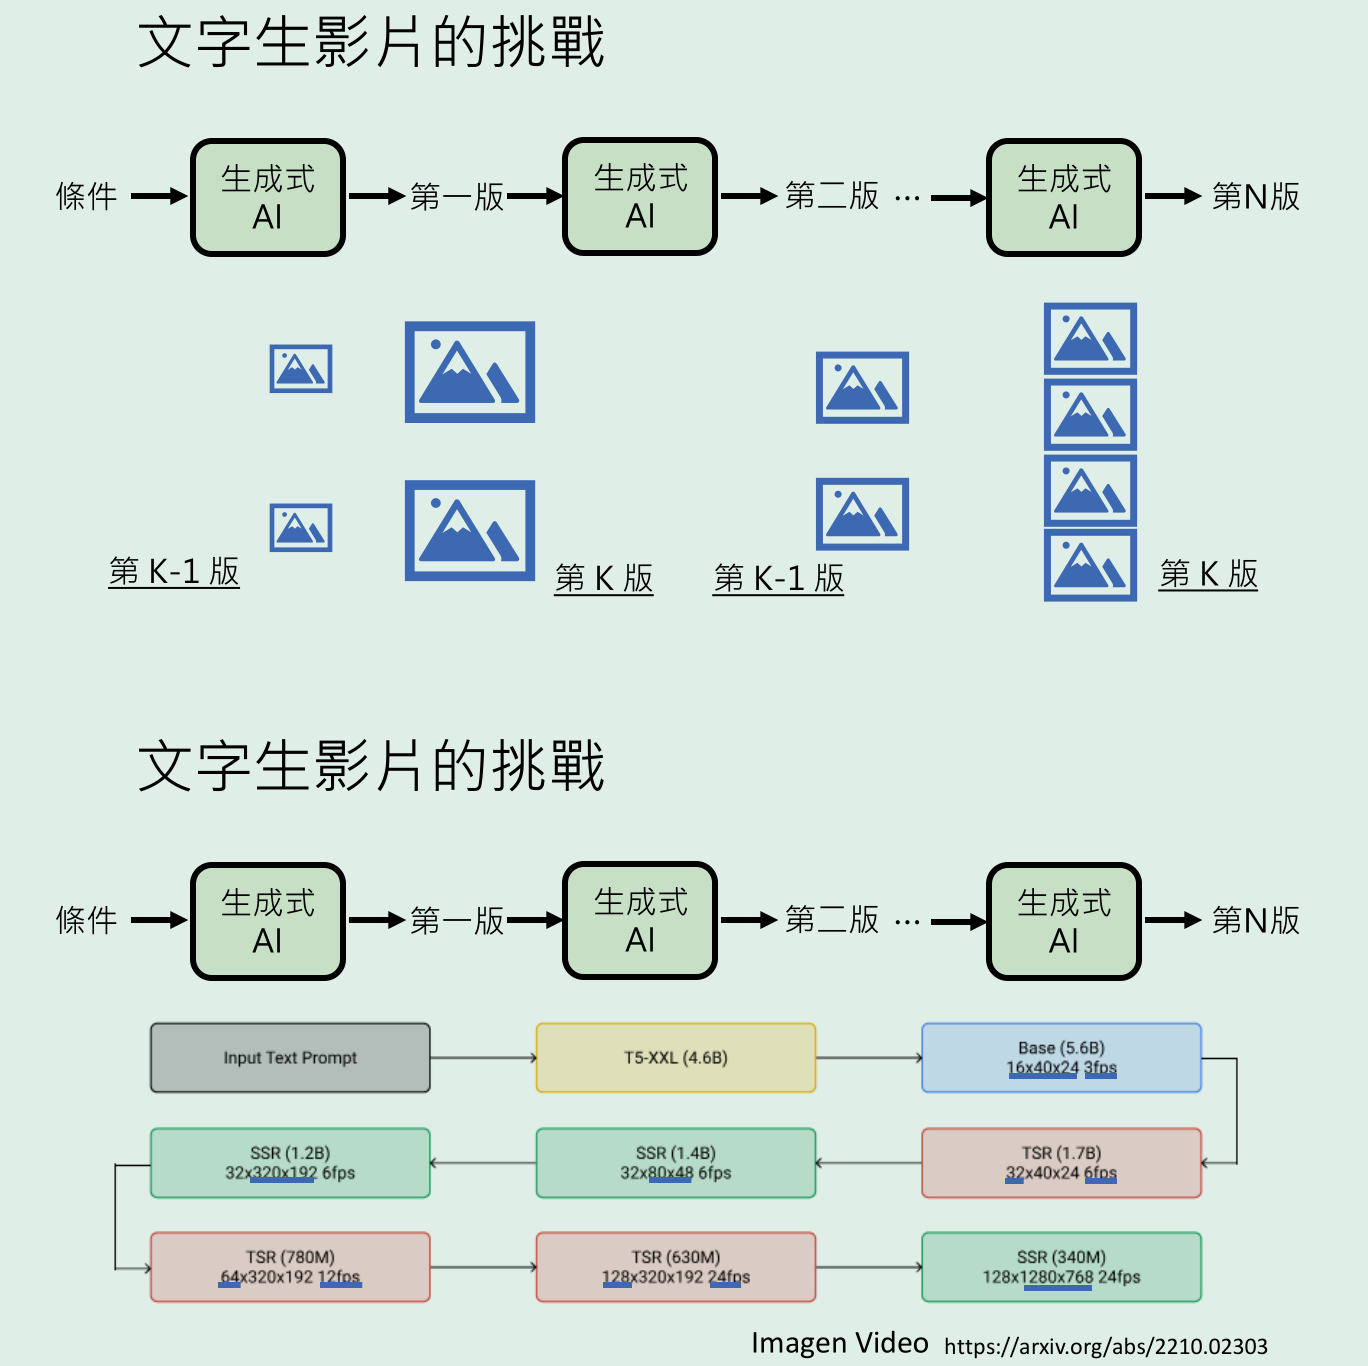 文字生影片的挑戰
條件
生成式
AI
第一版
生成式
AI
第二版
...
生成式
AI
第N版
第 K-1 版
第 K 版
第 K-1 版
第 K 版
文字生影片的挑戰
條件
生成式
AI
第一版
生成式
AI
第二版
...
生成式
AI
第N版
Input Text Prompt
T5-XXL (4.6B)
Base (5.6B)
16x40x24 3fps
SSR (1.2B)
32x320x192 6fps
SSR (1.4B)
32x80x48 6fps
TSR (1.7B)
32x40x24 6fps
TSR (780M)
64x320x192 12fps
TSR (630M)
128x320x192 24fps
SSR (340M)
128x1280x768 24fps
Imagen Video https://arxiv.org/abs/2210.02303